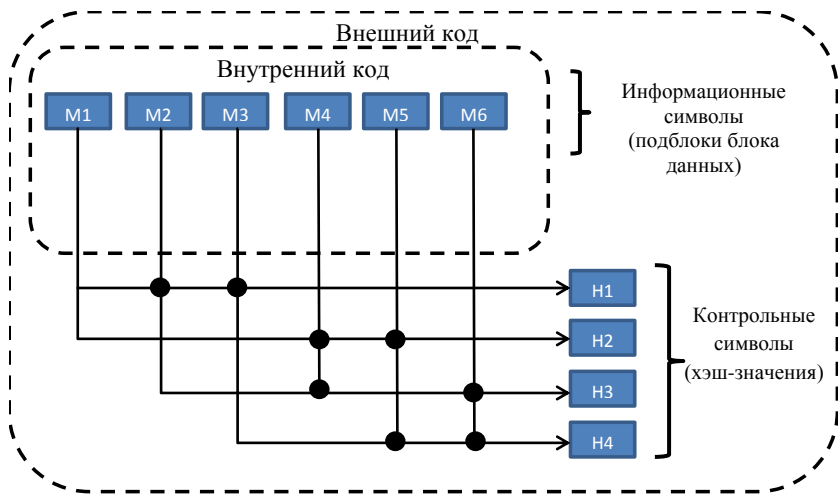 Внешний код
Внутренний код
M1 M2 M3 M4 M5 M6
Информационные
символы
(подблоки блока
данных)
H1
H2
H3
H4
Контрольные
символы
(хэш-значения)